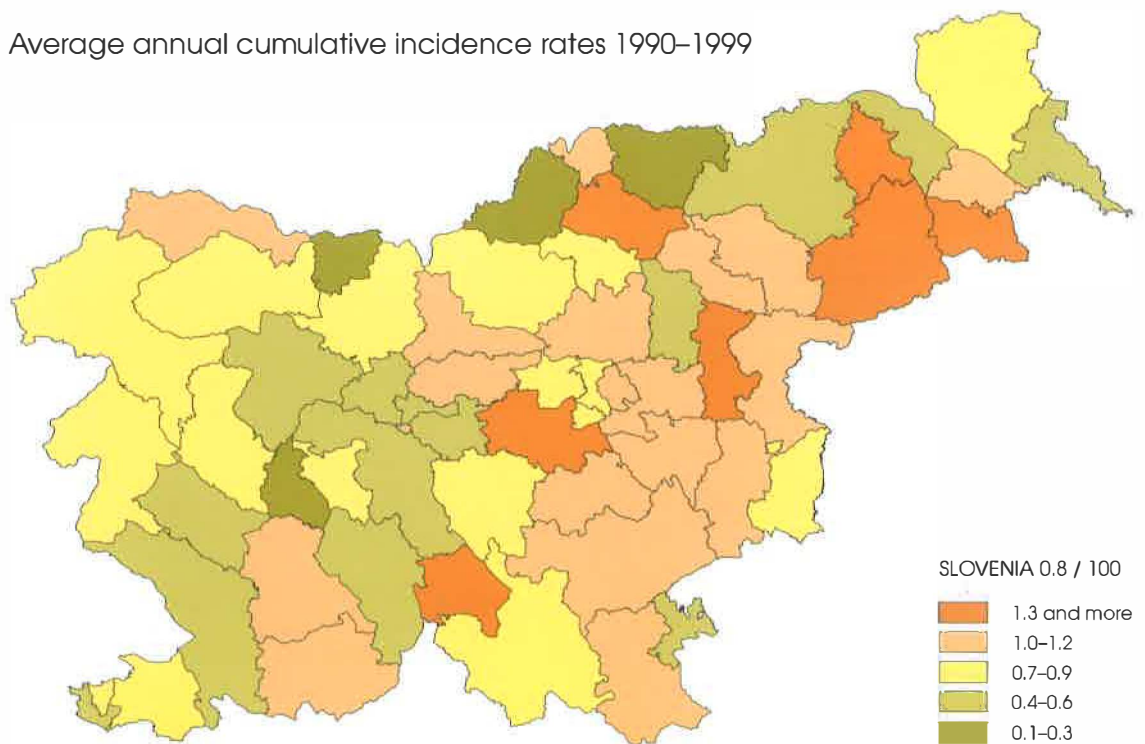 Average annual cumulative incidence rates 1990–1999
SLOVENIA 0.8 / 100
1.3 and more
1.0–1.2
0.7–0.9
0.4–0.6
0.1–0.3